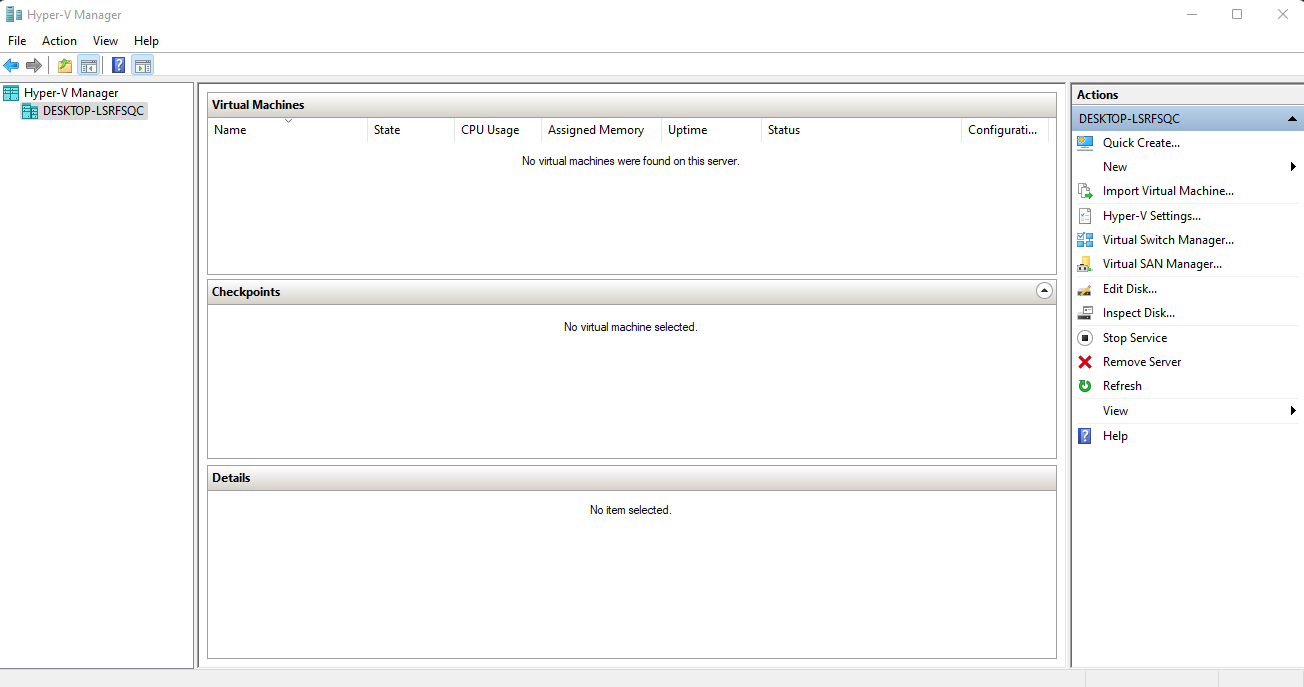 Hyper-V Manager
File Action View Help
Hyper-V Manager
DESKTOP-LSRFSQC
Virtual Machines
Name State CPU Usage Assigned Memory Uptime Status Configurati...
No virtual machines were found on this server.
Checkpoints
No virtual machine selected.
Details
No item selected.
Actions
DESKTOP-LSRFSQC
Quick Create...
New
Import Virtual Machine...
Hyper-V Settings...
Virtual Switch Manager...
Virtual SAN Manager...
Edit Disk...
Inspect Disk...
Stop Service
Remove Server
Refresh
View
Help